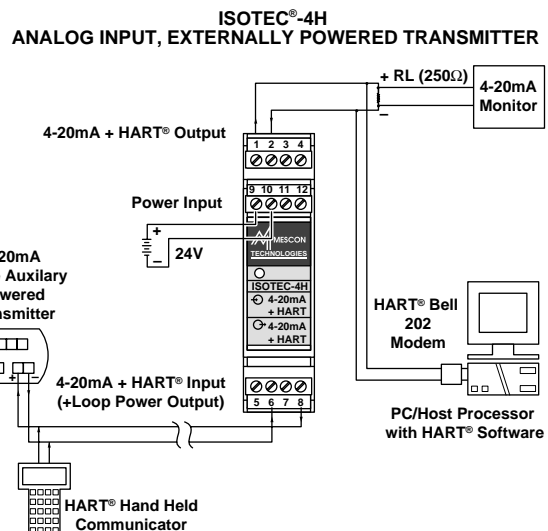 ISOTEC®-4H
ANALOG INPUT, EXTERNALLY POWERED TRANSMITTER
+ RL (250Ω)
–
4-20mA
Monitor
4-20mA + HART® Output
1 2 3 4
9 10 11 12
Power Input
+
–
24V
MESCON
TECHNOLOGIES
ISOTEC-4H
4-20mA
+ HART
4-20mA
+ HART
20mA
Auxilary
wered
nsmitter
+ –
HART® Bell
202
Modem
4-20mA + HART® Input
(+Loop Power Output)
5 6 7 8
PC/Host Processor
with HART® Software
HART® Hand Held
Communicator